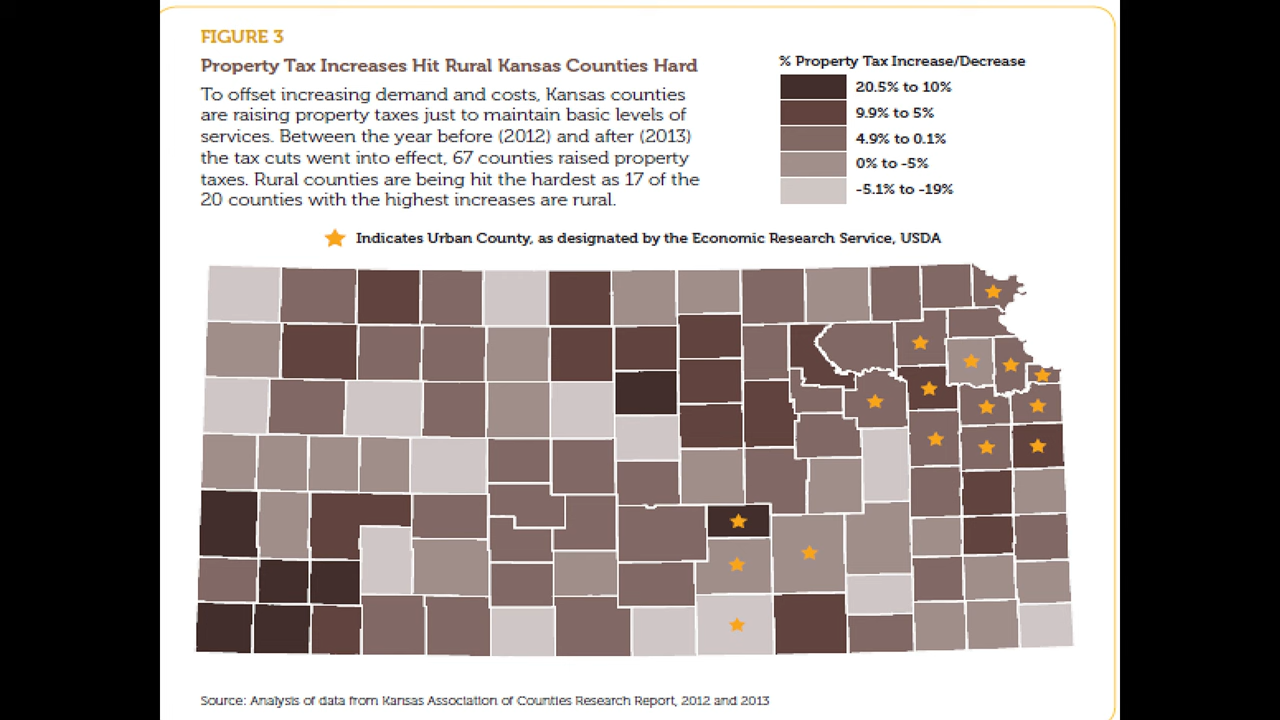 FIGURE 3
Property Tax Increases Hit Rural Kansas Counties Hard
To offset increasing demand and costs, Kansas counties
are raising property taxes just to maintain basic levels of
services. Between the year before (2012) and after (2013)
the tax cuts went into effect, 67 counties raised property
taxes. Rural counties are being hit the hardest as 17 of the
20 counties with the highest increases are rural.
% Property Tax Increase/Decrease
20.5% to 10%
9.9% to 5%
4.9% to 0.1%
0% to -5%
-5.1% to -19%
Indicates Urban County, as designated by the Economic Research Service, USDA
Source: Analysis of data from Kansas Association of Counties Research Report, 2012 and 2013